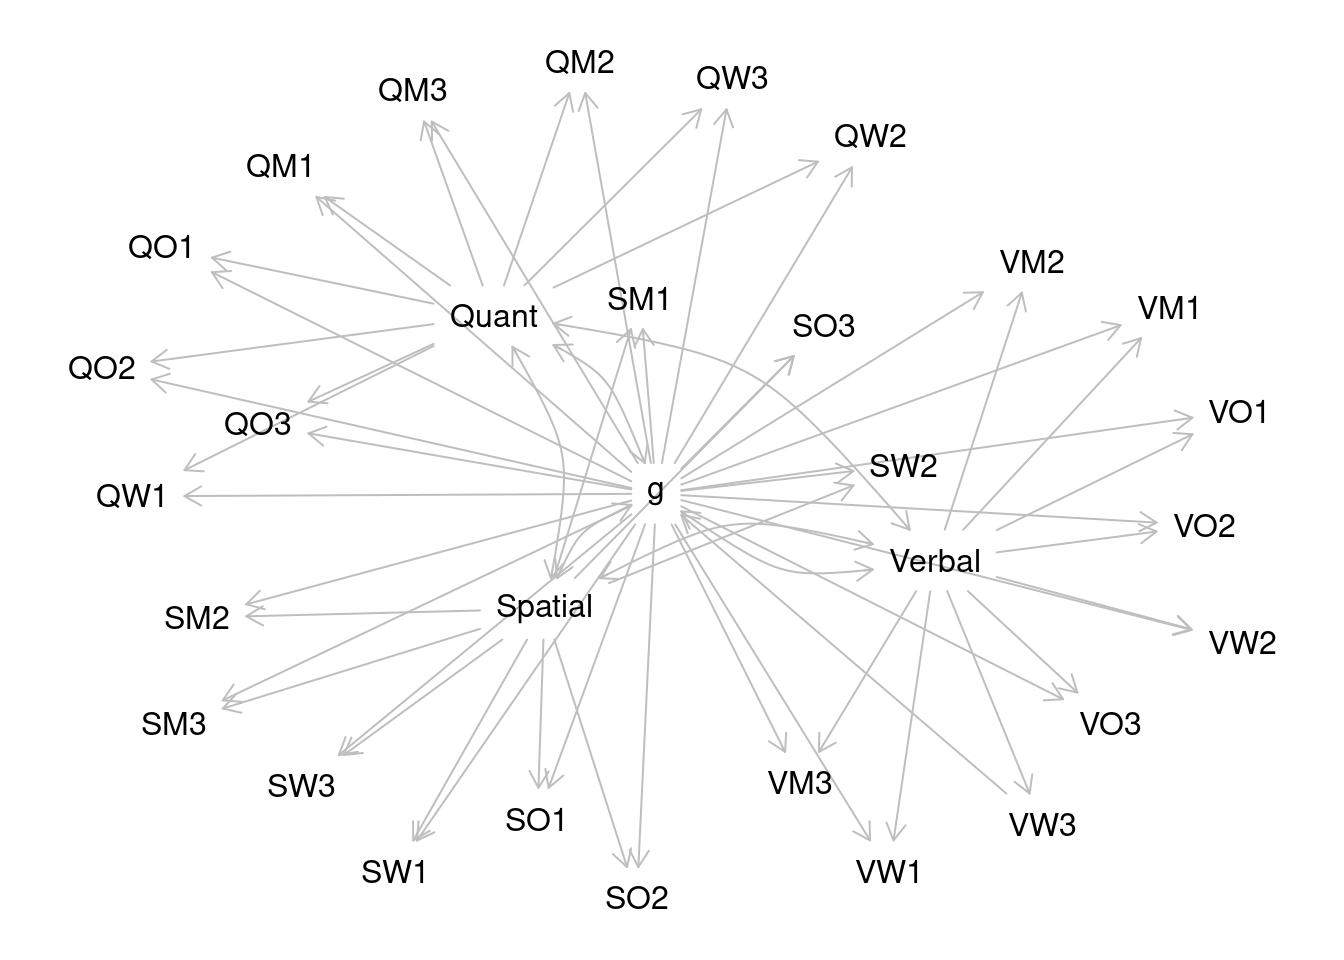 QM2
QW3
QM3
QW2
QM1
QO1
VM2
SM1
VM1
Quant
SO3
QO2
VO1
QO3
SW2
g
QW1
VO2
Verbal
Spatial
SM2
VW2
SM3
VO3
VM3
SW3
SO1
VW3
SW1
VW1
SO2